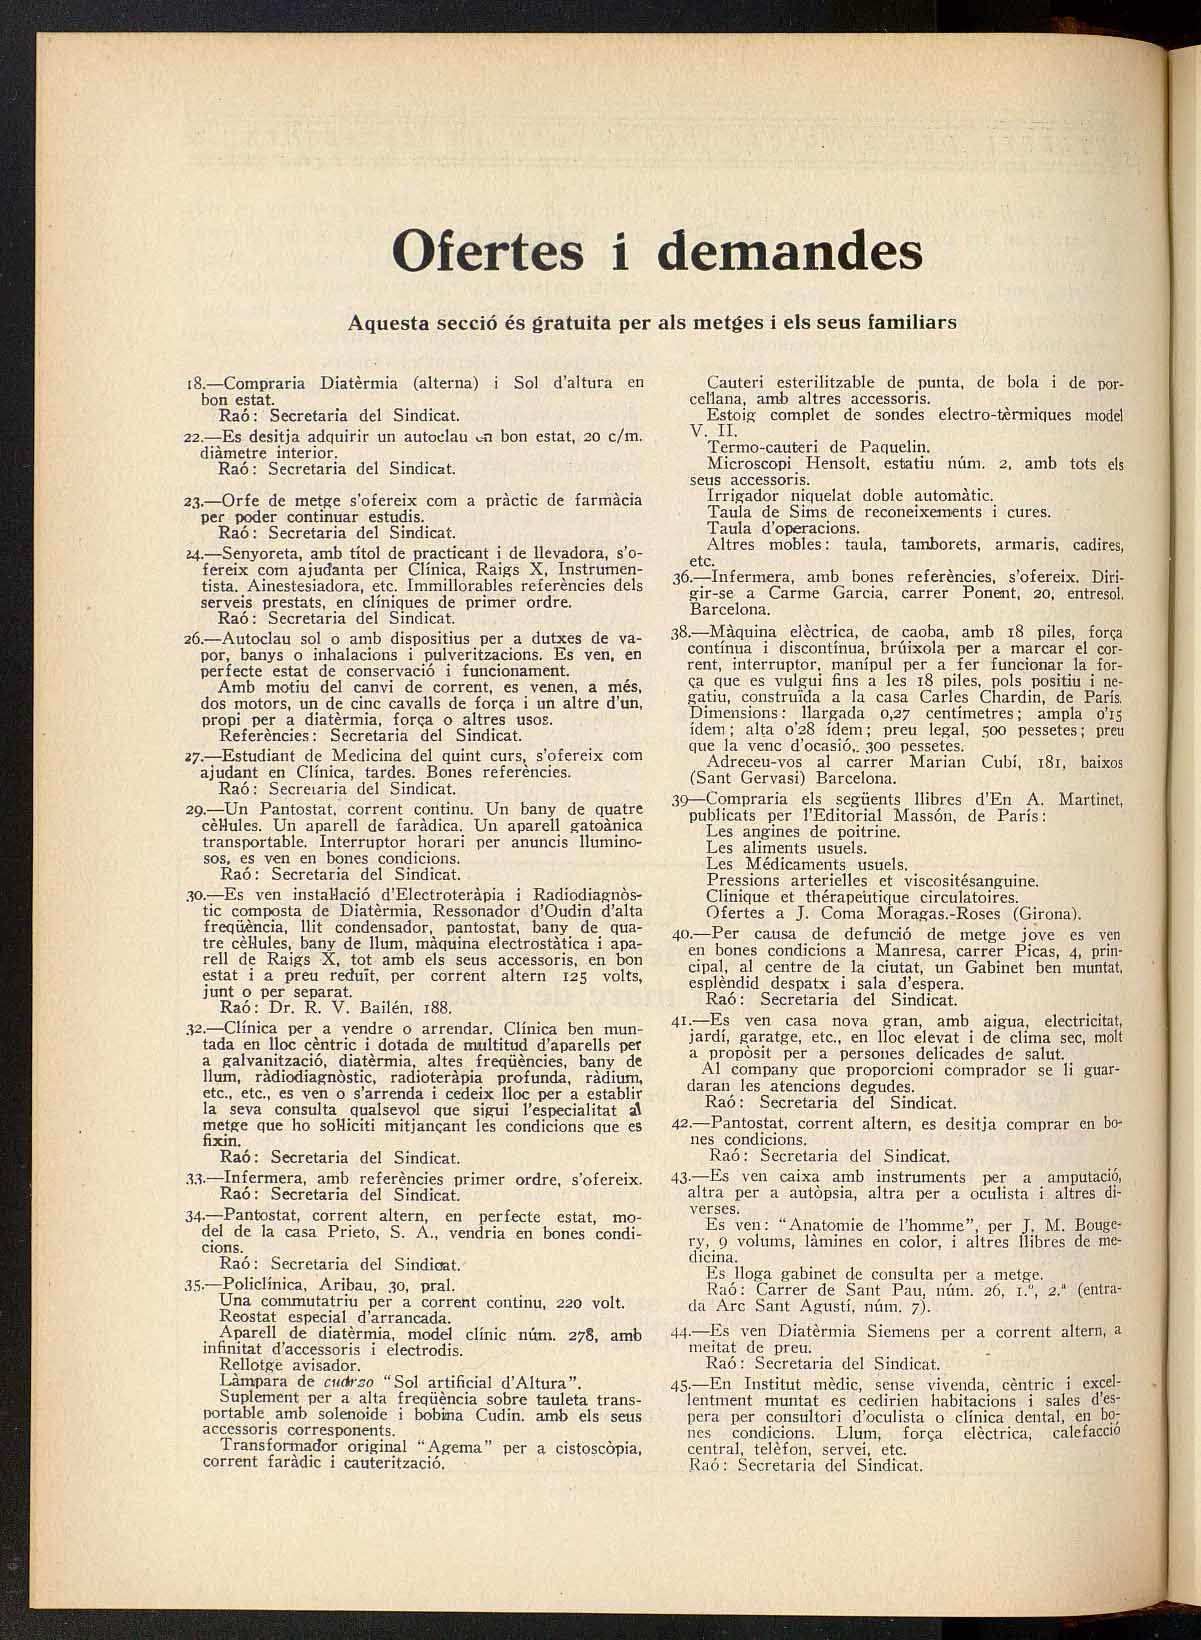 Ofertes i demandes
Aquesta secció és gratuita per als metges i els seus familiars
18.—Compraria Diatèrmia (alterna) i Sol d'altura en
bon estat.
Raó: Secretaria del Sindicat.
22.—Es desitja adquirir un autoclau en bon estat, 20 c/m.
diàmetre interior.
Raó: Secretaria del Sindicat.
23.—Orfe de metge s'ofereix com a pràctic de farmàcia
per poder continuar estudis.
Raó: Secretaria del Sindicat.
24.—Senyoreta, amb títol de practicant i de llevadora, s'o-
fereix com ajudanta per Clínica, Raigs X, Instrumen-
tista. Ainestesiadora, etc. Immillorables referències dels
serveis prestats, en clíniques de primer ordre.
Raó: Secretaria del Sindicat.
26.—Autoclau sol o amb dispositius per a dutxes de va-
por, banys o inhalacions i pulveritzacions. Es ven, en
perfecte estat de conservació i funcionament.
Amb motiu del canvi de corrent, es venen, a més,
dos motors, un de cinc cavalls de força i un altre d'un,
propi per a diatèrmia, força o altres usos.
Referències: Secretaria del Sindicat.
27.—Estudiant de Medicina del quint curs, s'ofereix com
ajudant en Clínica, tardes. Bones referències.
Raó: Secretaria del Sindicat.
29.—Un Pantostat, corrent continu. Un bany de quatre
cèl·lules. Un aparell de faràdica. Un aparell gatoànica
transportable. Interruptor horari per anuncis llumino-
sos, es ven en bones condicions.
Raó: Secretaria del Sindicat.
30.—Es ven instal·lació d'Electroteràpia i Radiodiagnòs-
tic composta de Diatèrmia, Ressonador d'Oudin d'alta
freqüència, llit condensador, pantostat, bany de qua-
tre cèl·lules, bany de llum, màquina electrostàtica i apa-
rell de Raigs X, tot amb els seus accessoris, en bon
estat i a preu reduït, per corrent altern 125 volts,
junt o per separat.
Raó: Dr. R. V. Bailén, 188.
32.—Clínica per a vendre o arrendar. Clínica ben mun-
tada en lloc cèntric i dotada de multitud d'aparells per
a galvanització, diatèrmia, altes freqüències, bany de
llum, ràdiodiagnòstic, radioteràpia profunda, ràdium,
etc., etc., es ven o s'arrenda i cedeix lloc per a establir
la seva consulta qualsevol que sigui l'especialitat al
metge que ho sol·liciti mitjançant les condicions que es
fixin.
Raó: Secretaria del Sindicat.
33.—Infermera, amb referències primer ordre, s'ofereix.
Raó: Secretaria del Sindicat.
34.—Pantostat, corrent altern, en perfecte estat, mo-
del de la casa Prieto, S. A., vendria en bones condi-
cions.
Raó: Secretaria del Sindicat.
35.—Policlínica, Aribau, 30, pral.
Una commutatriu per a corrent continu, 220 volt.
Reostat especial d'arrancada.
Aparell de diatèrmia, model clínic núm. 278, amb
infinitat d'accessoris i electrodis.
Rellotge avisador.
Làmpara de cuarzo "Sol artificial d'Altura".
Suplement per a alta freqüència sobre tauleta trans-
portable amb solenoide i bobina Cudin. amb els seus
accessoris corresponents.
Transformador original "Agema" per a cistoscòpia,
corrent faràdic i cauterització.
Cauteri esterilitzable de punta, de bola i de por-
cellana, amb altres accessoris.
Estoig complet de sondes electro-tèrmiques model
V. II.
Termo-cauteri de Paquelin.
Microscopi Hensolt, estatiu núm. 2, amb tots els
seus accessoris.
Irrigador niquelat doble automàtic.
Taula de Sims de reconeixements i cures.
Taula d'operacions.
Altres mobles: taula, tamborets, armaris, cadires,
etc.
36.—Infermera, amb bones referències, s'ofereix. Diri-
gir-se a Carme Garcia, carrer Ponent, 20, entresol.
Barcelona.
38.—Màquina elèctrica, de caoba, amb 18 piles, força
contínua i discontínua, brúixola per a marcar el cor-
rent, interruptor, manípul per a fer funcionar la for-
ça que es vulgui fins a les 18 piles, pols positiu i ne-
gatiu, construïda a la casa Carles Chardin, de París.
Dimensions: llargada 0,27 centímetres; ampla 0'15
ídem; alta 0'28 ídem; preu legal, 500 pessetes; preu
que la venc d'ocasió,. 300 pessetes.
Adreceu-vos al carrer Marian Cubí, 181, baixos
(Sant Gervasi) Barcelona.
39—Compraria els següents llibres d'En A. Martinet,
publicats per l'Editorial Massón, de París:
Les angines de poitrine.
Les aliments usuels.
Les Médicaments usuels.
Pressions arterielles et viscositésanguine.
Clinique et thérapeutique circulatoires.
Ofertes a J. Coma Moragas.-Roses (Girona).
40.—Per causa de defunció de metge jove es ven
en bones condicions a Manresa, carrer Picas, 4, prin-
cipal, al centre de la ciutat, un Gabinet ben muntat,
esplèndid despatx i sala d'espera.
Raó: Secretaria del Sindicat.
41.—Es ven casa nova gran, amb aigua, electricitat,
jardí, garatge, etc., en lloc elevat i de clima sec, molt
a propòsit per a persones delicades de salut.
Al company que proporcioni comprador se li guar-
daran les atencions degudes.
Raó: Secretaria del Sindicat.
42.—Pantostat, corrent altern, es desitja comprar en bo-
nes condicions.
Raó: Secretaria del Sindicat.
43.—Es ven caixa amb instruments per a amputació,
altra per a autòpsia, altra per a oculista i altres di-
verses.
Es ven: "Anatomie de l'homme", per J. M. Bouge-
ry, 9 volums, làmines en color, i altres llibres de me-
dicina.
Es lloga gabinet de consulta per a metge.
Raó: Carrer de Sant Pau, núm. 26, 1.er, 2.ª (entra-
da Arc Sant Agustí, núm. 7).
44.—Es ven Diatèrmia Siemens per a corrent altern, a
meitat de preu.
Raó: Secretaria del Sindicat.
45.—En Institut mèdic, sense vivenda, cèntric i excel-
lentment muntat es cedirien habitacions i sales d'es-
pera per consultori d'oculista o clínica dental, en bo-
nes condicions. Llum, força elèctrica, calefacció
central, telèfon, servei, etc.
Raó: Secretaria del Sindicat.